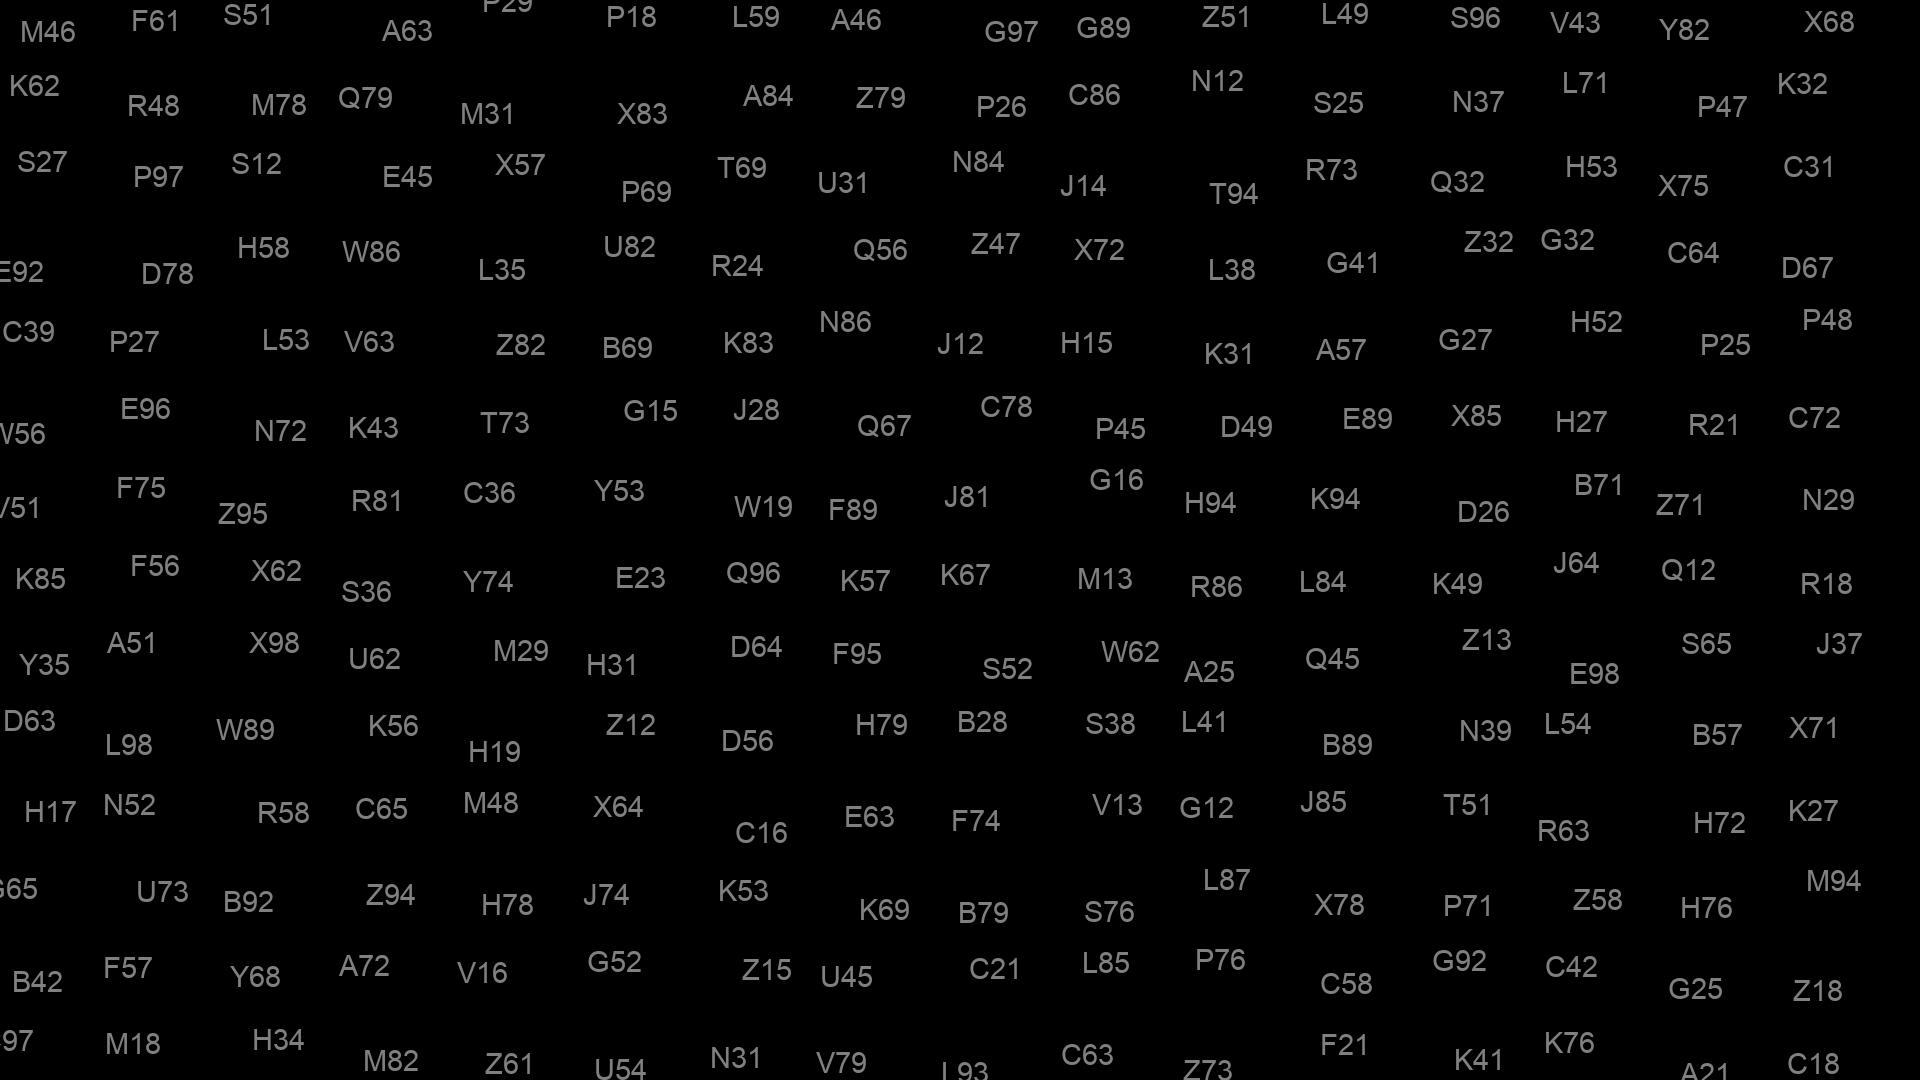 M46 F61 S51 A63 P29 P18 L59 A46 G97 G89 Z51 L49 S96 V43 Y82 X68
K62 R48 M78 Q79 M31 X83 A84 Z79 P26 C86 N12 S25 N37 L71 P47 K32
S27 P97 S12 E45 X57 P69 T69 U31 N84 J14 T94 R73 Q32 H53 X75 C31
E92 D78 H58 W86 L35 U82 R24 Q56 Z47 X72 L38 G41 Z32 G32 C64 D67
C39 P27 L53 V63 Z82 B69 K83 N86 J12 H15 K31 A57 G27 H52 P25 P48
W56 E96 N72 K43 T73 G15 J28 Q67 C78 P45 D49 E89 X85 H27 R21 C72
V51 F75 Z95 R81 C36 Y53 W19 F89 J81 G16 H94 K94 D26 B71 Z71 N29
K85 F56 X62 S36 Y74 E23 Q96 K57 K67 M13 R86 L84 K49 J64 Q12 R18
Y35 A51 X98 U62 M29 H31 D64 F95 S52 W62 A25 Q45 Z13 E98 S65 J37
D63 L98 W89 K56 H19 Z12 D56 H79 B28 S38 L41 B89 N39 L54 B57 X71
H17 N52 R58 C65 M48 X64 C16 E63 F74 V13 G12 J85 T51 R63 H72 K27
G65 U73 B92 Z94 H78 J74 K53 K69 B79 S76 L87 X78 P71 Z58 H76 M94
B42 F57 Y68 A72 V16 G52 Z15 U45 C21 L85 P76 C58 G92 C42 G25 Z18
97 M18 H34 M82 Z61 U54 N31 V79 L93 C63 Z73 F21 K41 K76 A21 C18